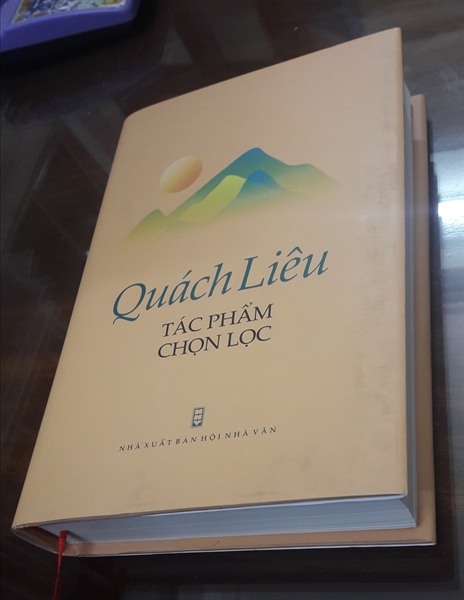 Quách Liêu
TÁC PHẨM
CHỌN LỌC
NHÀ XUẤT BẢN HỘI NHÀ VĂN